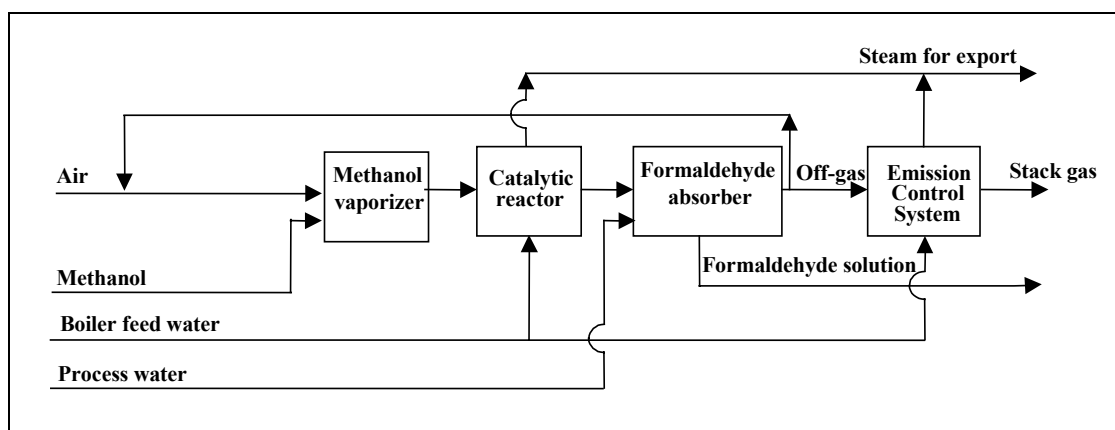 Steam for export
Air
Methanol
vaporizer
Catalytic
reactor
Formaldehyde
absorber
Off-gas
Emission
Control
System
Stack gas
Methanol
Formaldehyde solution
Boiler feed water
Process water